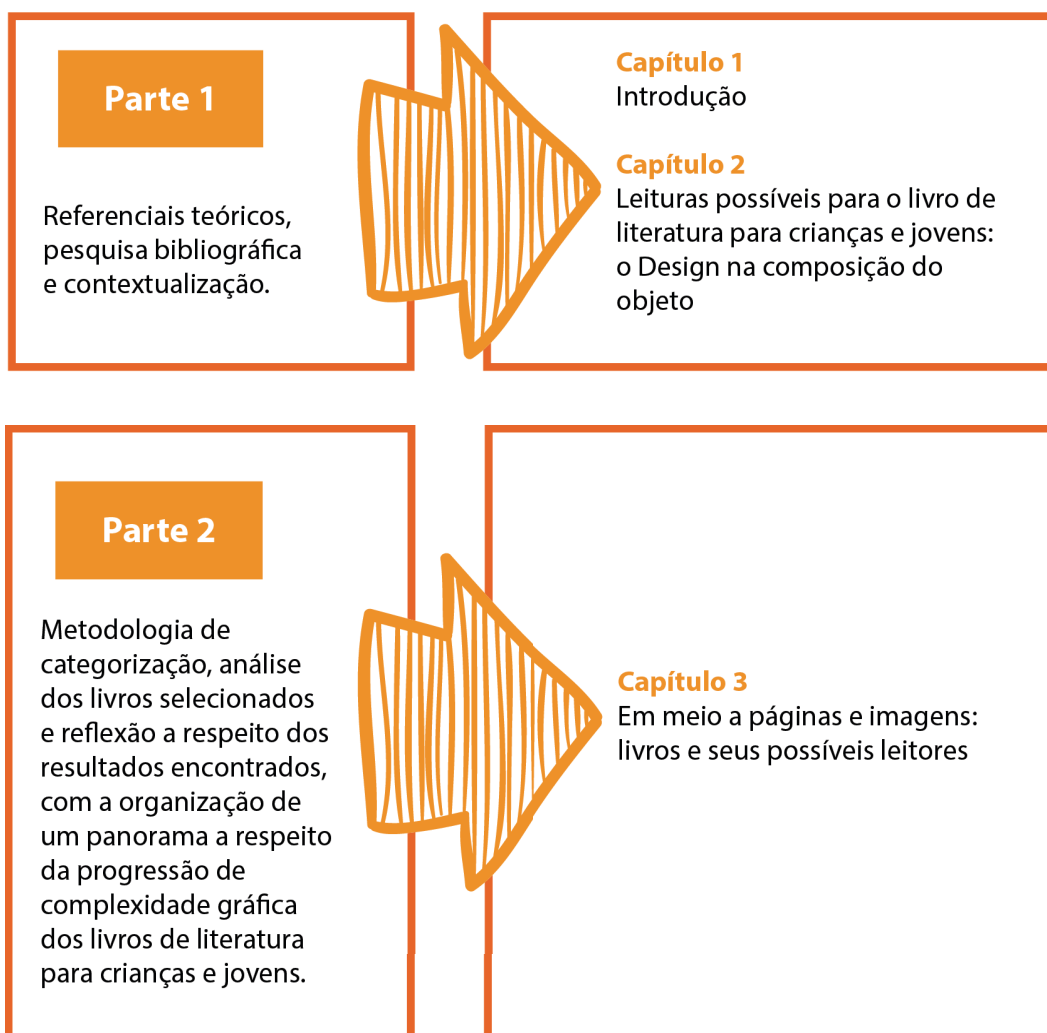 Parte 1
Referenciais teóricos,
pesquisa bibliográfica
e contextualização.
Capítulo 1
Introdução
Capítulo 2
Leituras possíveis para o livro de
literatura para crianças e jovens:
o Design na composição do
objeto
Parte 2
Metodologia de
categorização, análise
dos livros selecionados
e reflexão a respeito dos
resultados encontrados,
com a organização de
um panorama a respeito
da progressão de
complexidade gráfica
dos livros de literatura
para crianças e jovens.
Capítulo 3
Em meio a páginas e imagens:
livros e seus possíveis leitores